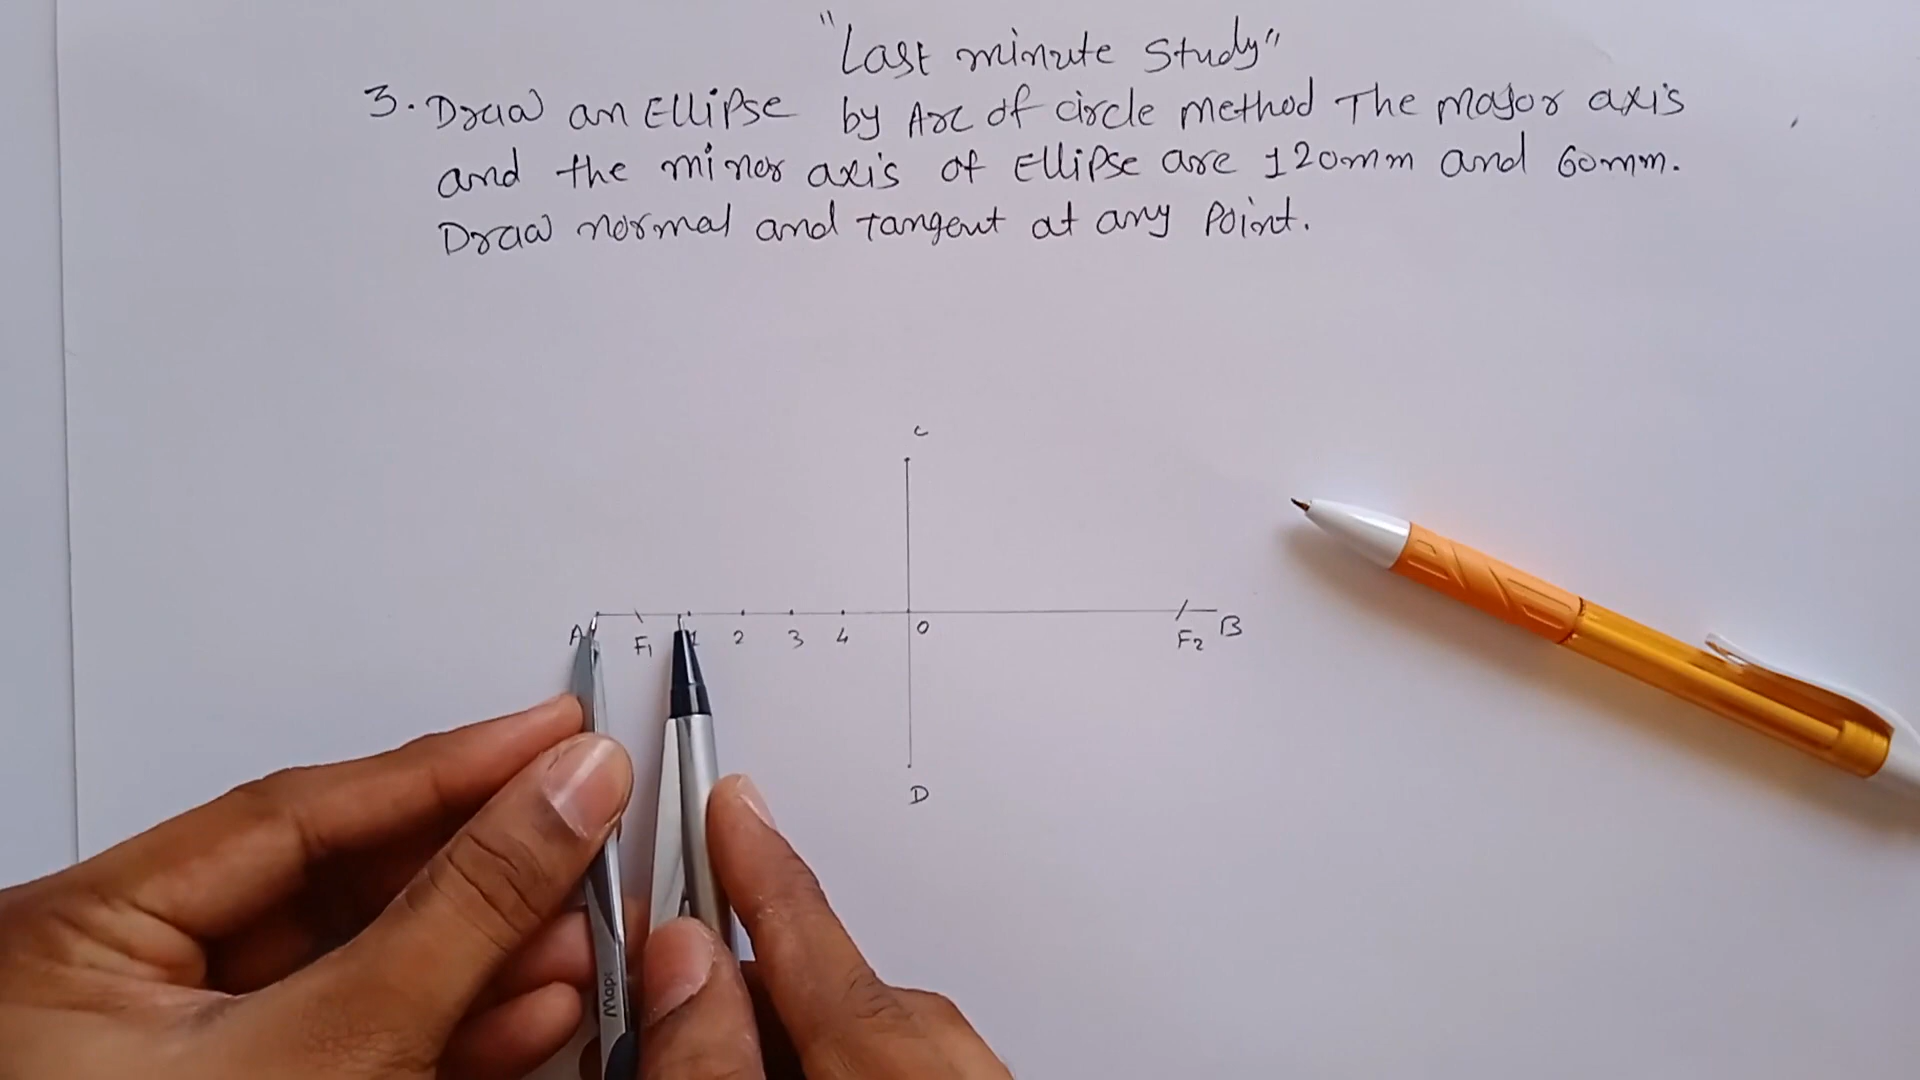 "Last minute study"
3. Draw an Ellipse by Arc of circle method The major axis
and the minor axis of Ellipse are 120mm and 60mm.
Draw normal and Tangent at any Point.
C
A F1 1 2 3 4 O F2 B
D
Maped